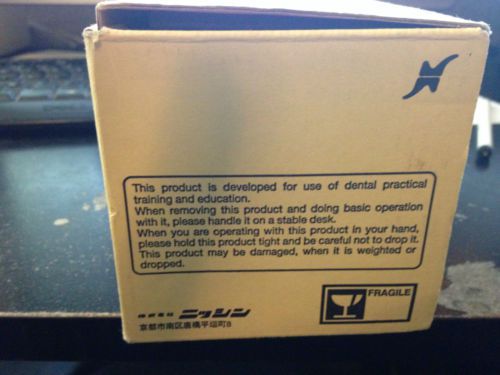 This product is developed for use of dental practical
training and education.
When removing this product and doing basic operation
with it, please handle it on a stable desk.
When you are operating with this product in your hand,
please hold this product tight and be careful not to drop it.
This product may be damaged, when it is weighted or
dropped.
FRAGILE
株式会社 ニッシン
京都市南区唐橋平垣町8